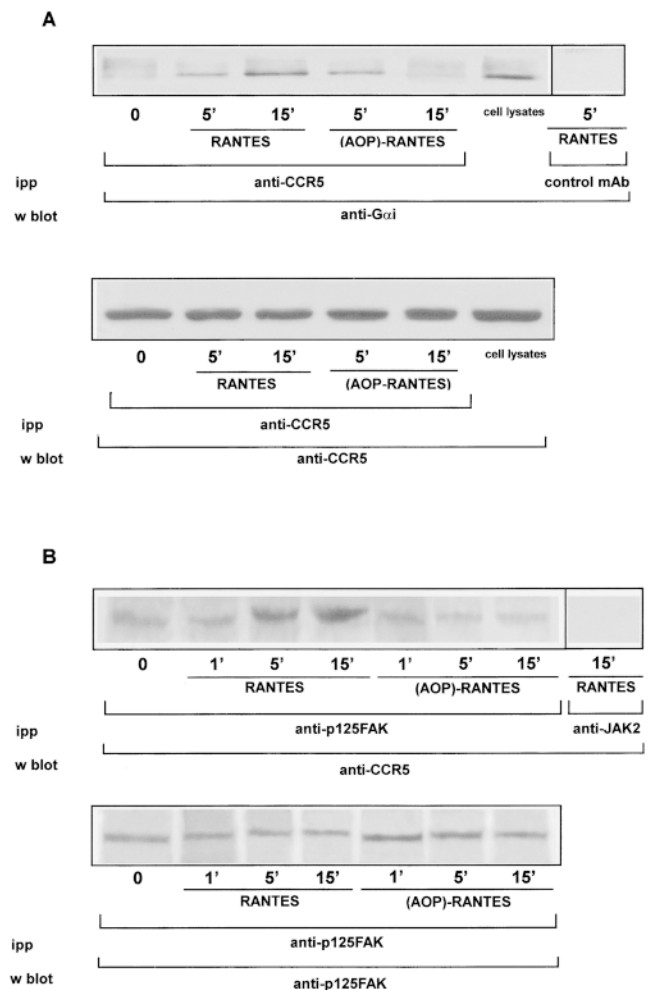 A
0 5' 15' 5' 15' cell lysates 5'
RANTES (AOP)-RANTES RANTES
ipp anti-CCR5 control mAb
w blot anti-Gαi
0 5' 15' 5' 15' cell lysates
RANTES (AOP-RANTES)
ipp anti-CCR5
w blot anti-CCR5
B
0 1' 5' 15' 1' 5' 15' 15'
RANTES (AOP)-RANTES RANTES
ipp anti-p125FAK anti-JAK2
w blot anti-CCR5
0 1' 5' 15' 1' 5' 15'
RANTES (AOP)-RANTES
ipp anti-p125FAK
w blot anti-p125FAK